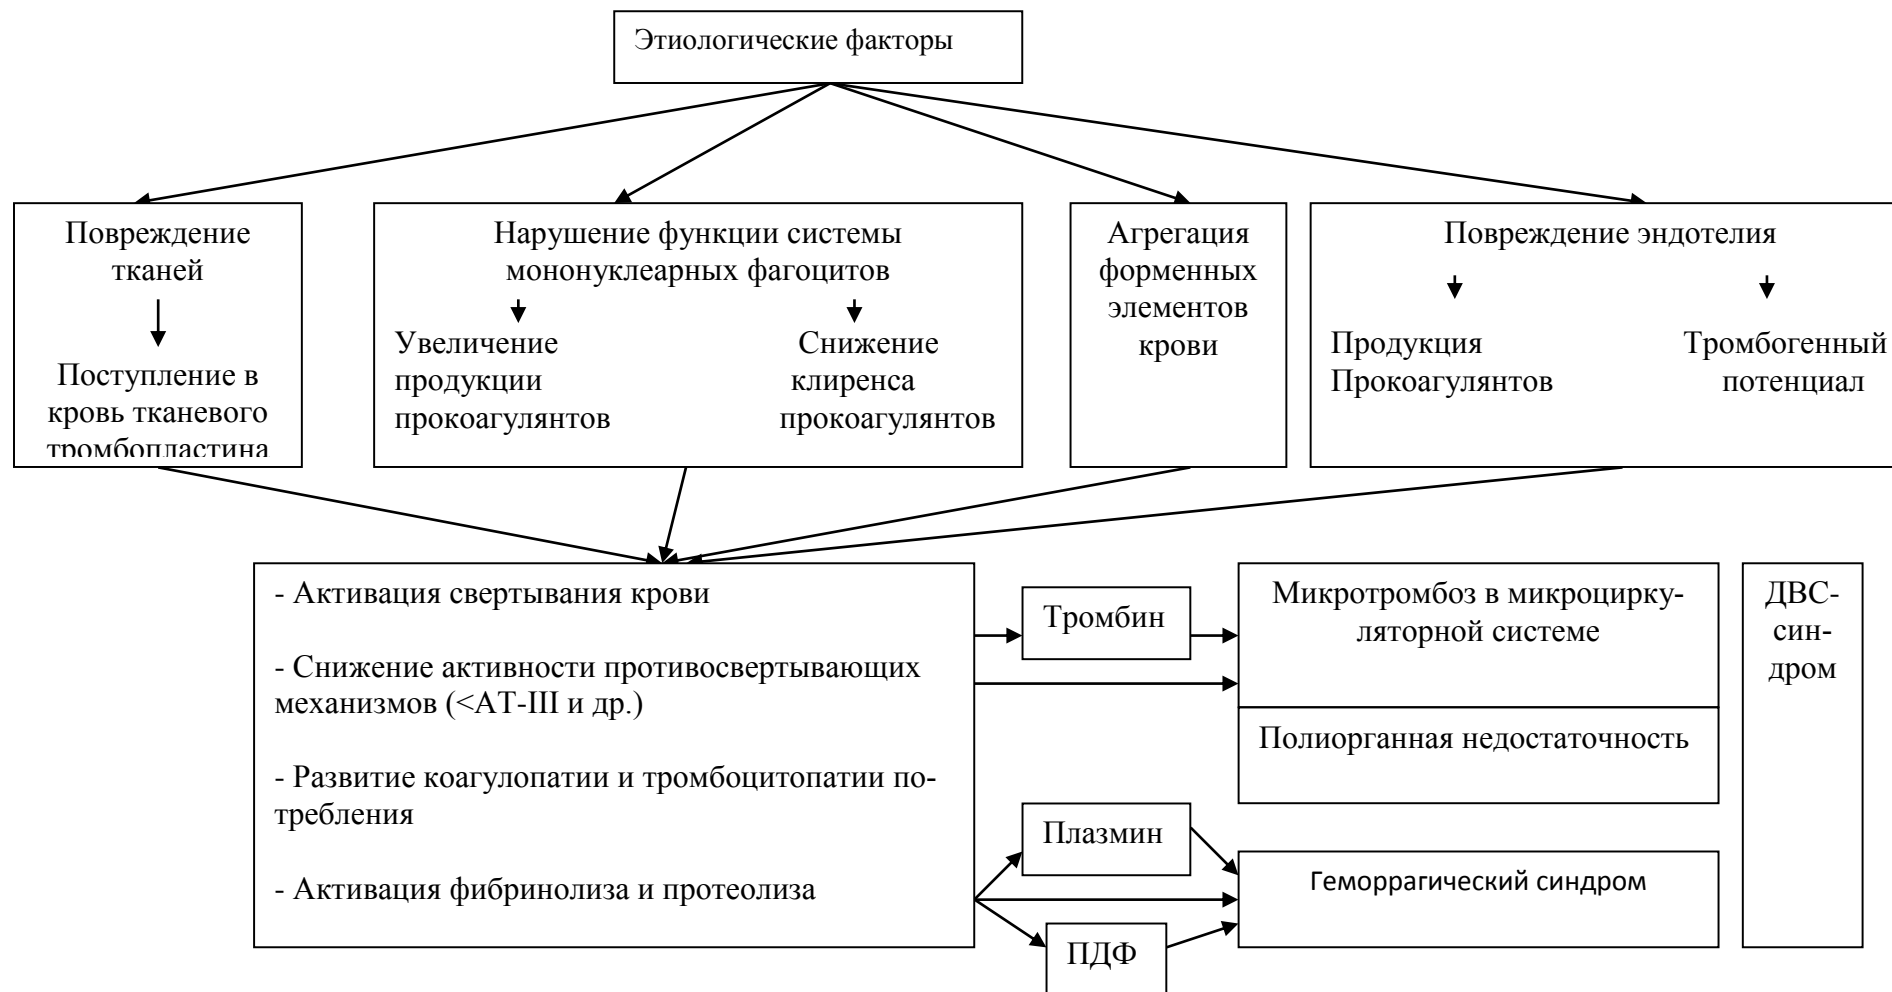 Этиологические факторы
Повреждение
тканей
Поступление в
кровь тканевого
тромбопластина
Нарушение функции системы
мононуклеарных фагоцитов
Увеличение
продукции
прокоагулянтов
Снижение
клиренса
прокоагулянтов
Агрегация
форменных
элементов
крови
Повреждение эндотелия
Продукция
Прокоагулянтов
Тромбогенный
потенциал
- Активация свертывания крови
- Снижение активности противосвертывающих
механизмов (<АТ-III и др.)
- Развитие коагулопатии и тромбоцитопатии по-
требления
- Активация фибринолиза и протеолиза
Тромбин
Плазмин
ПДФ
Микротромбоз в микроцирку-
ляторной системе
Полиорганная недостаточность
Геморрагический синдром
ДВС-
син-
дром